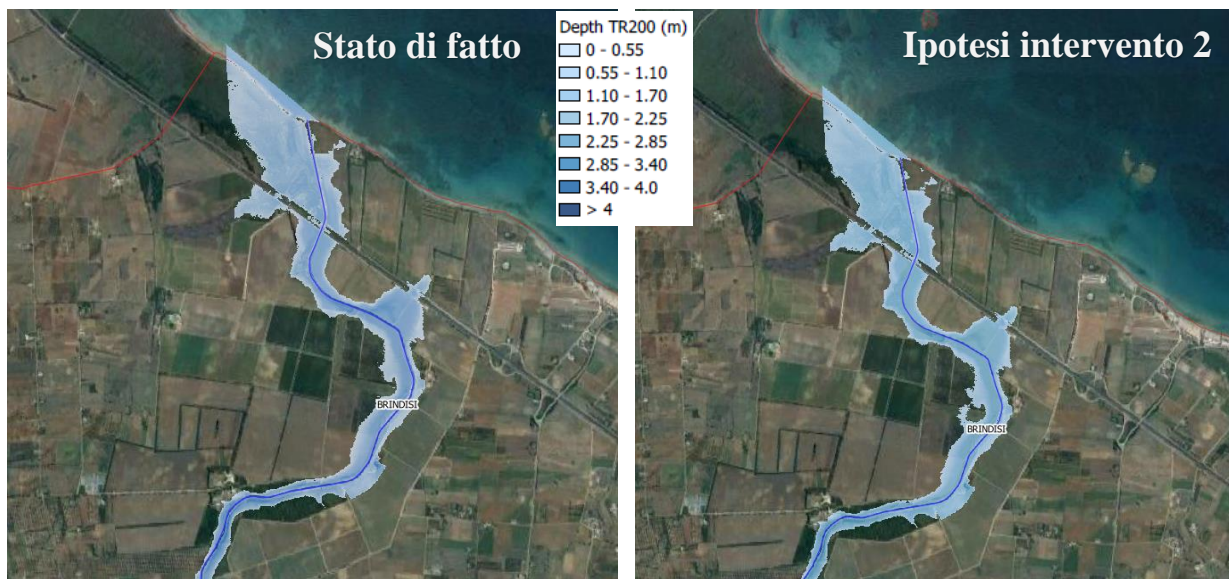 Stato di fatto
Depth TR200 (m)
0 - 0.55
0.55 - 1.10
1.10 - 1.70
1.70 - 2.25
2.25 - 2.85
2.85 - 3.40
3.40 - 4.0
> 4
Ipotesi intervento 2
BRINDISI
BRINDISI